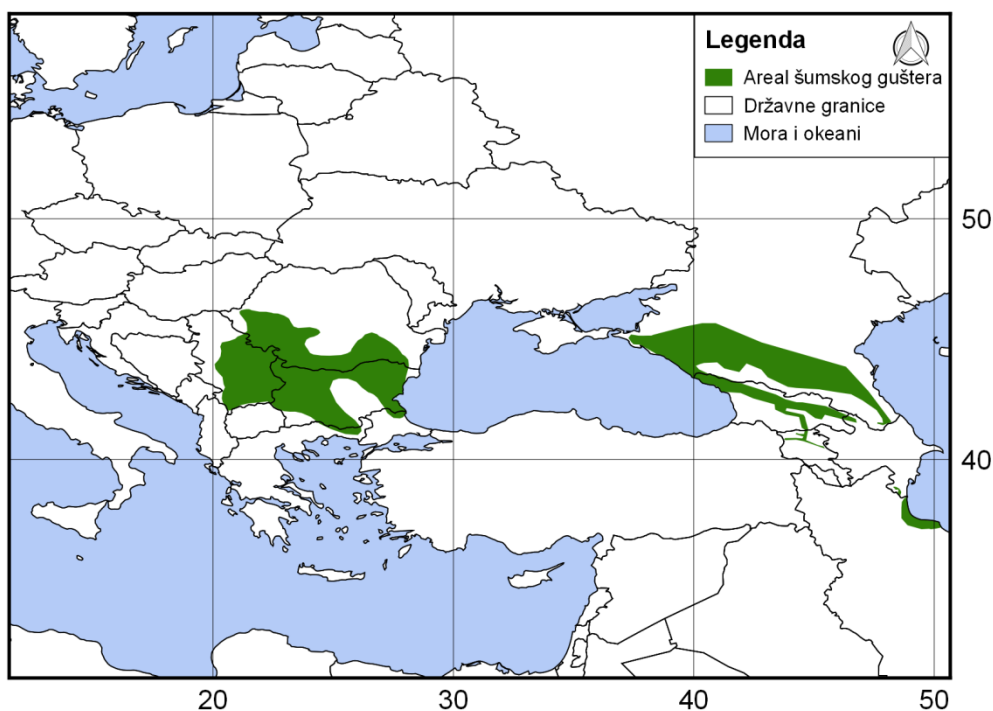 Legenda
Areal šumskog guštera
Državne granice
Mora i okeani
50
40
20 30 40 50